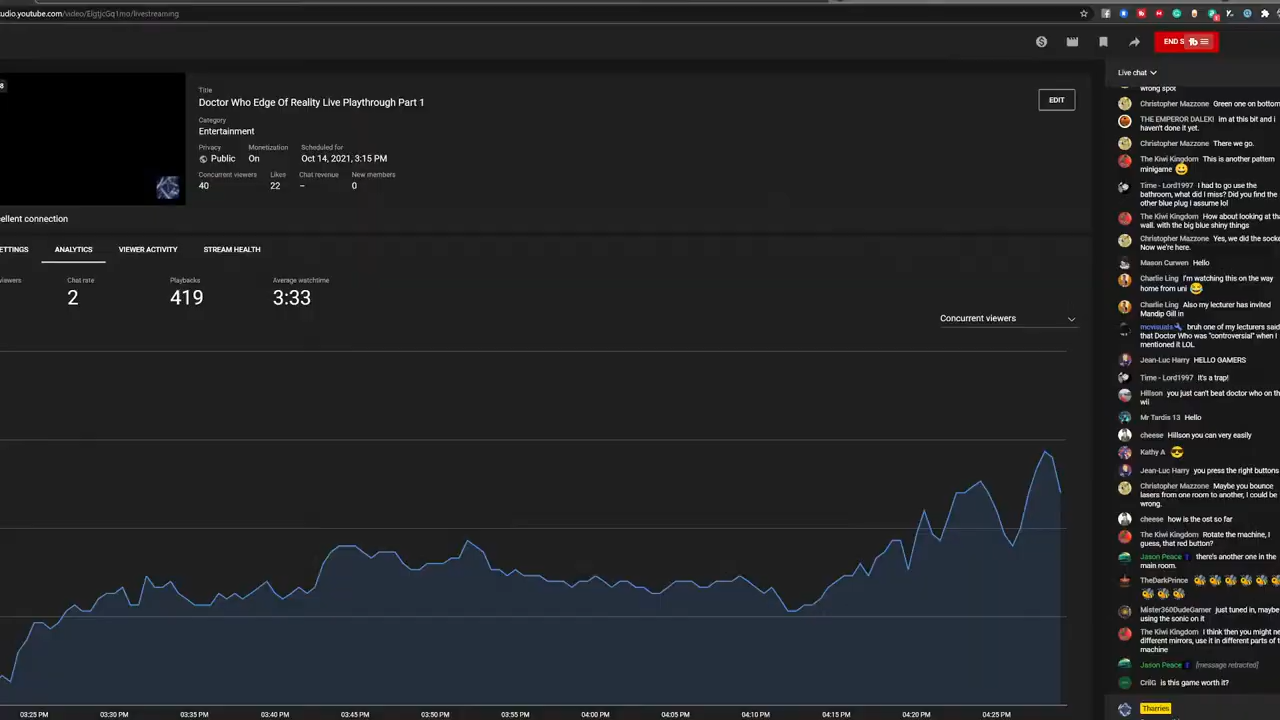 udio.youtube.com/video/ElgtjcGq1mo/livestreaming
END S
8
Title
Doctor Who Edge Of Reality Live Playthrough Part 1
EDIT
Category
Entertainment
Privacy Monetization Scheduled for
Public On Oct 14, 2021, 3:15 PM
Concurrent viewers Likes Chat revenue New members
40 22 – 0
ellent connection
ETTINGS ANALYTICS VIEWER ACTIVITY STREAM HEALTH
iewers Chat rate Playbacks Average watchtime
2 419 3:33
Concurrent viewers
03:25 PM 03:30 PM 03:35 PM 03:40 PM 03:45 PM 03:50 PM 03:55 PM 04:00 PM 04:05 PM 04:10 PM 04:15 PM 04:20 PM 04:25 PM
Live chat
wrong spot
Christopher Mazzone Green one on bottom
THE EMPEROR DALEK! im at this bit and i
haven't done it yet.
Christopher Mazzone There we go.
The Kiwi Kingdom This is another pattern
minigame 😀
Time - Lord1997 I had to go use the
bathroom, what did I miss? Did you find the
other blue plug I assume lol
The Kiwi Kingdom How about looking at tha
wall. with the big blue shiny things
Christopher Mazzone Yes, we did the socke
Now we're here.
Mason Curwen Hello
Charlie Ling I'm watching this on the way
home from uni 😂
Charlie Ling Also my lecturer has invited
Mandip Gill in
mcvisuals bruh one of my lecturers said
that Doctor Who was "controversial" when I
mentioned it LOL
Jean-Luc Harry HELLO GAMERS
Time - Lord1997 It's a trap!
Hillson you just can't beat doctor who on th
wii
Mr Tardis 13 Hello
cheese Hillson you can very easily
Kathy A 😎
Jean-Luc Harry you press the right buttons
Christopher Mazzone Maybe you bounce
lasers from one room to another, I could be
wrong.
cheese how is the ost so far
The Kiwi Kingdom Rotate the machine, I
guess, that red button?
Jason Peace there's another one in the
main room.
TheDarkPrince 🐝 🐝 🐝 🐝 🐝 🐝
🐝 🐝 🐝
Mister360DudeGamer just tuned in, maybe
using the sonic on it
The Kiwi Kingdom I think then you might ne
different mirrors, use it in different parts of t
machine
Jason Peace [message retracted]
CrilG is this game worth it?
Tharries